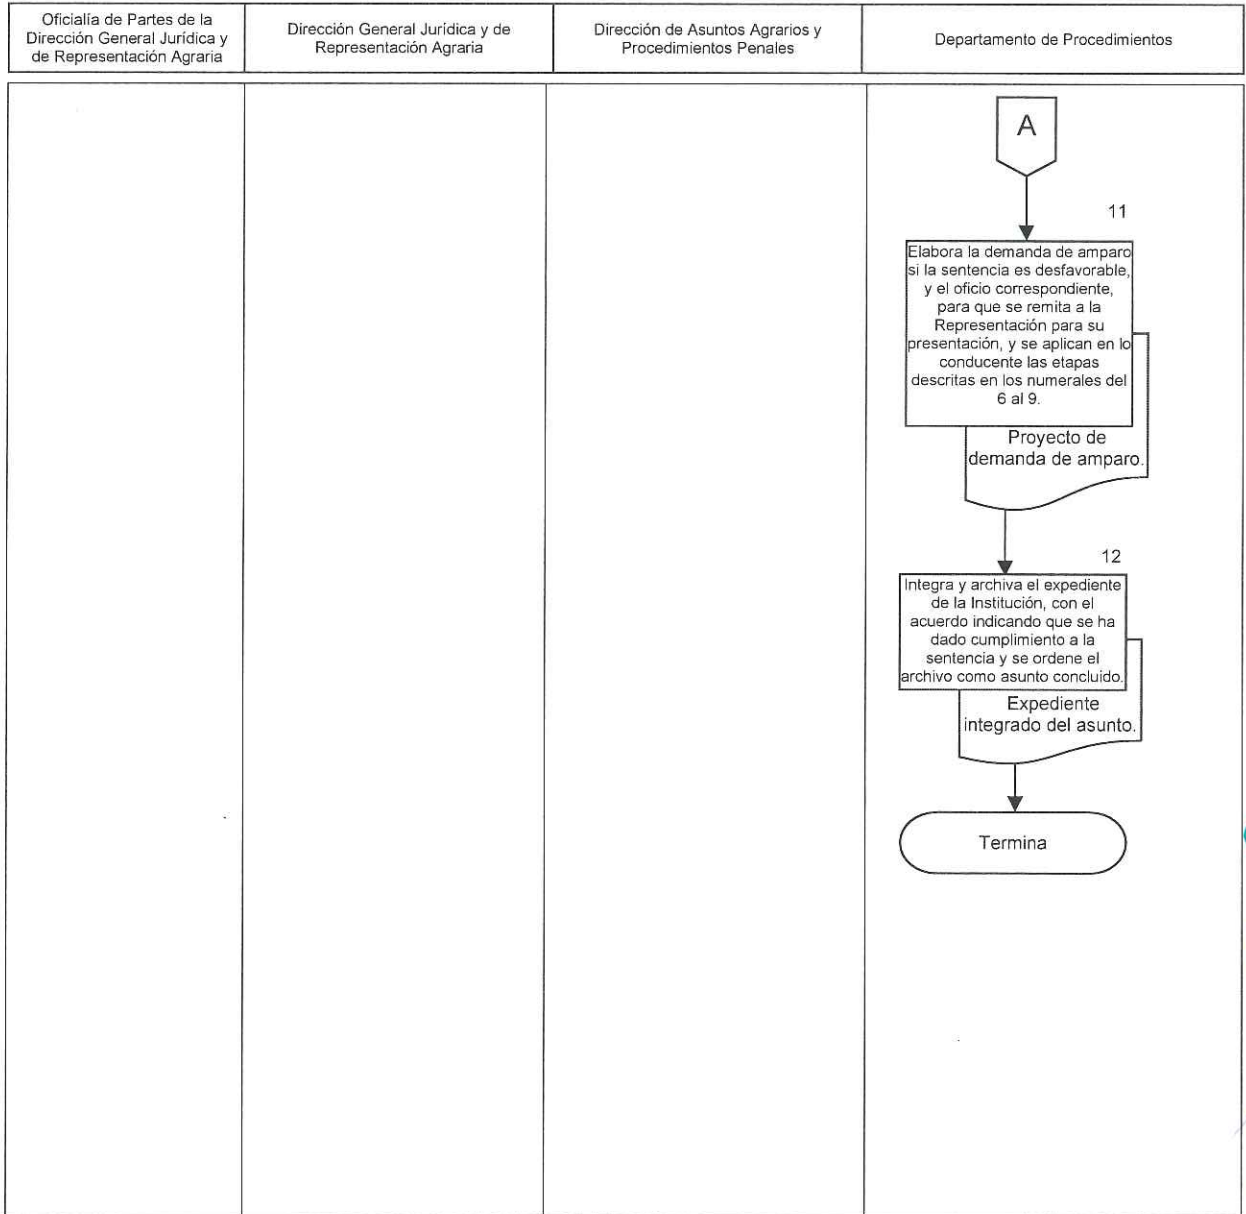 Oficialía de Partes de la
Dirección General Jurídica y
de Representación Agraria
Dirección General Jurídica y de
Representación Agraria
Dirección de Asuntos Agrarios y
Procedimientos Penales
Departamento de Procedimientos
A
11
Elabora la demanda de amparo
si la sentencia es desfavorable,
y el oficio correspondiente,
para que se remita a la
Representación para su
presentación, y se aplican en lo
conducente las etapas
descritas en los numerales del
6 al 9.
Proyecto de
demanda de amparo.
12
Integra y archiva el expediente
de la Institución, con el
acuerdo indicando que se ha
dado cumplimiento a la
sentencia y se ordene el
archivo como asunto concluido.
Expediente
integrado del asunto.
Termina